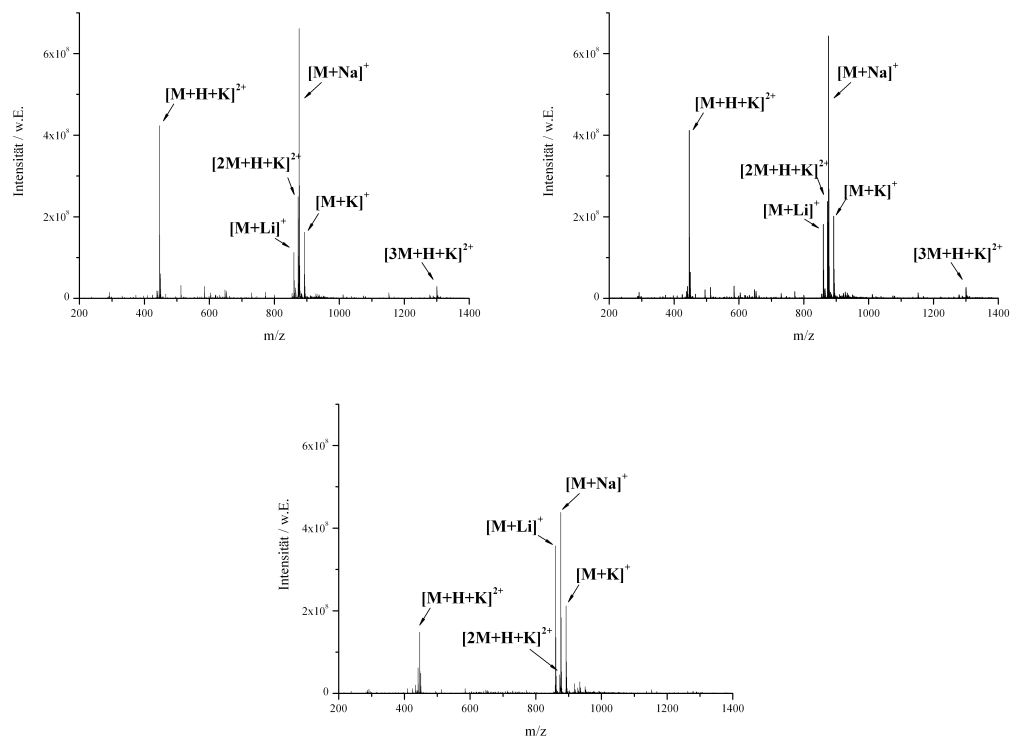 6x10⁸
4x10⁸
2x10⁸
0
Intensität / w.E.
[M+H+K]²⁺
[M+Na]⁺
[2M+H+K]²⁺
[M+K]⁺
[M+Li]⁺
[3M+H+K]²⁺
200 400 600 800 1000 1200 1400
m/z
6x10⁸
4x10⁸
2x10⁸
0
Intensität / w.E.
[M+Na]⁺
[M+H+K]²⁺
[2M+H+K]²⁺
[M+K]⁺
[M+Li]⁺
[3M+H+K]²⁺
200 400 600 800 1000 1200 1400
m/z
6x10⁸
4x10⁸
2x10⁸
0
Intensität / w.E.
[M+Na]⁺
[M+Li]⁺
[M+K]⁺
[M+H+K]²⁺
[2M+H+K]²⁺
200 400 600 800 1000 1200 1400
m/z